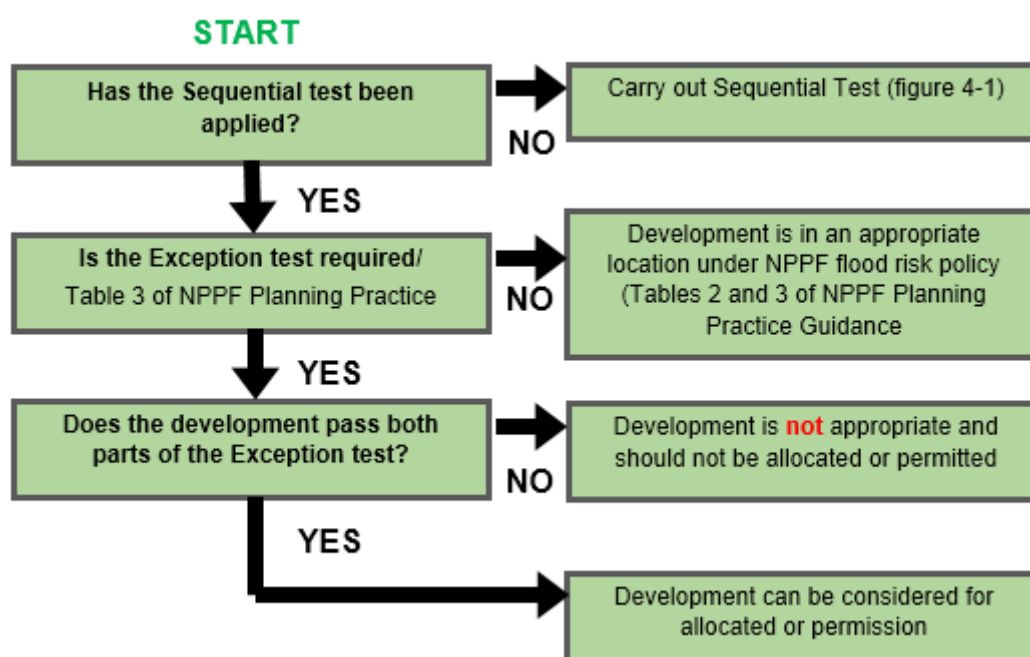 START
Has the Sequential test been
applied?
NO
Carry out Sequential Test (figure 4-1)
YES
Is the Exception test required/
Table 3 of NPPF Planning Practice
NO
Development is in an appropriate
location under NPPF flood risk policy
(Tables 2 and 3 of NPPF Planning
Practice Guidance
YES
Does the development pass both
parts of the Exception test?
NO
Development is not appropriate and
should not be allocated or permitted
YES
Development can be considered for
allocated or permission